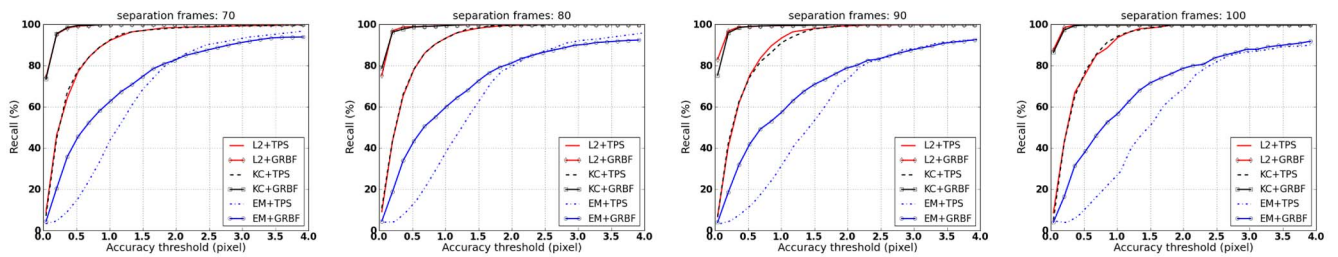 separation frames: 70
Recall (%)
100
80
60
40
20
0
0.0 0.5 1.0 1.5 2.0 2.5 3.0 3.5 4.0
Accuracy threshold (pixel)
L2+TPS
L2+GRBF
KC+TPS
KC+GRBF
EM+TPS
EM+GRBF
separation frames: 80
Recall (%)
100
80
60
40
20
0
0.0 0.5 1.0 1.5 2.0 2.5 3.0 3.5 4.0
Accuracy threshold (pixel)
L2+TPS
L2+GRBF
KC+TPS
KC+GRBF
EM+TPS
EM+GRBF
separation frames: 90
Recall (%)
100
80
60
40
20
0
0.0 0.5 1.0 1.5 2.0 2.5 3.0 3.5 4.0
Accuracy threshold (pixel)
L2+TPS
L2+GRBF
KC+TPS
KC+GRBF
EM+TPS
EM+GRBF
separation frames: 100
Recall (%)
100
80
60
40
20
0
0.0 0.5 1.0 1.5 2.0 2.5 3.0 3.5 4.0
Accuracy threshold (pixel)
L2+TPS
L2+GRBF
KC+TPS
KC+GRBF
EM+TPS
EM+GRBF